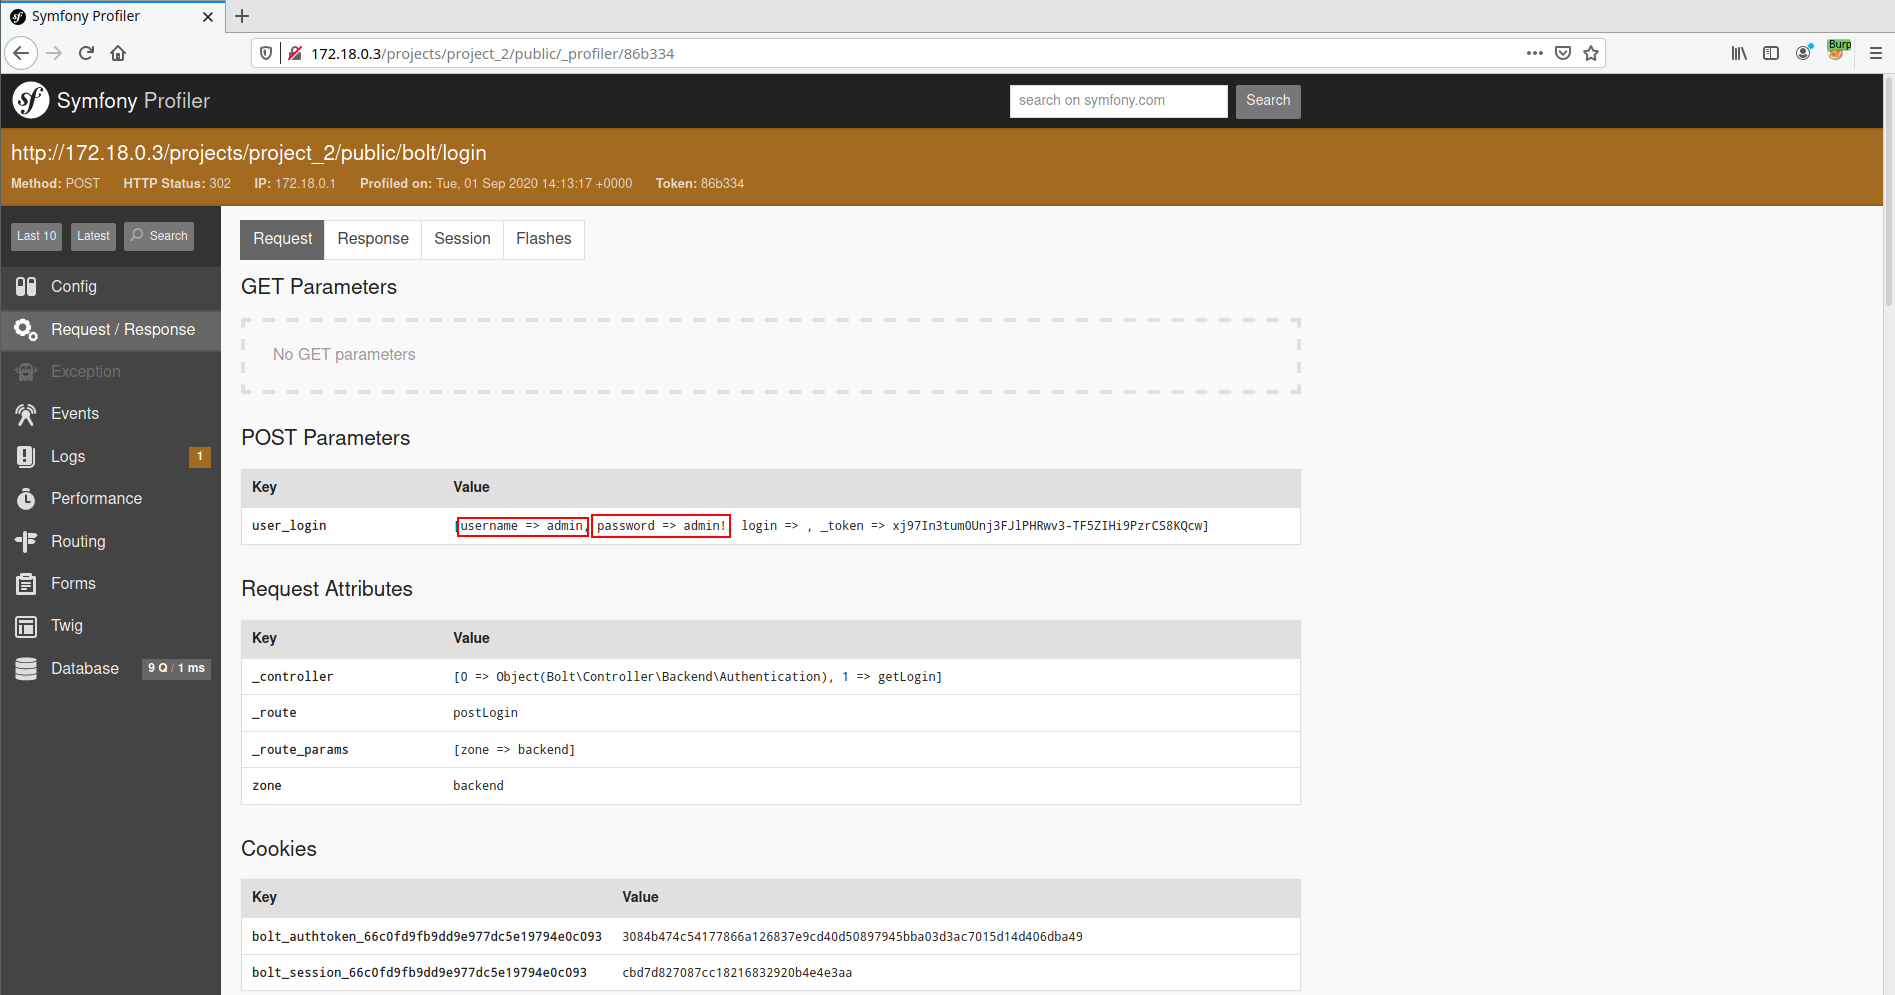 Symfony Profiler
172.18.0.3/projects/project_2/public/_profiler/86b334
Burp
Symfony Profiler
search on symfony.com
Search
http://172.18.0.3/projects/project_2/public/bolt/login
Method: POST HTTP Status: 302 IP: 172.18.0.1 Profiled on: Tue, 01 Sep 2020 14:13:17 +0000 Token: 86b334
Last 10
Latest
Search
Config
Request / Response
Exception
Events
Logs 1
Performance
Routing
Forms
Twig
Database 9 Q / 1 ms
Request
Response
Session
Flashes
GET Parameters
No GET parameters
POST Parameters
Key Value
user_login [username => admin, password => admin! login => , _token => xj97In3tumOUnj3FJlPHRwv3-TF5ZIHi9PzrCS8KQcw]
Request Attributes
Key Value
_controller [0 => Object(Bolt\Controller\Backend\Authentication), 1 => getLogin]
_route postLogin
_route_params [zone => backend]
zone backend
Cookies
Key Value
bolt_authtoken_66c0fd9fb9dd9e977dc5e19794e0c093 3084b474c54177866a126837e9cd40d50897945bba03d3ac7015d14d406dba49
bolt_session_66c0fd9fb9dd9e977dc5e19794e0c093 cbd7d827087cc18216832920b4e4e3aa